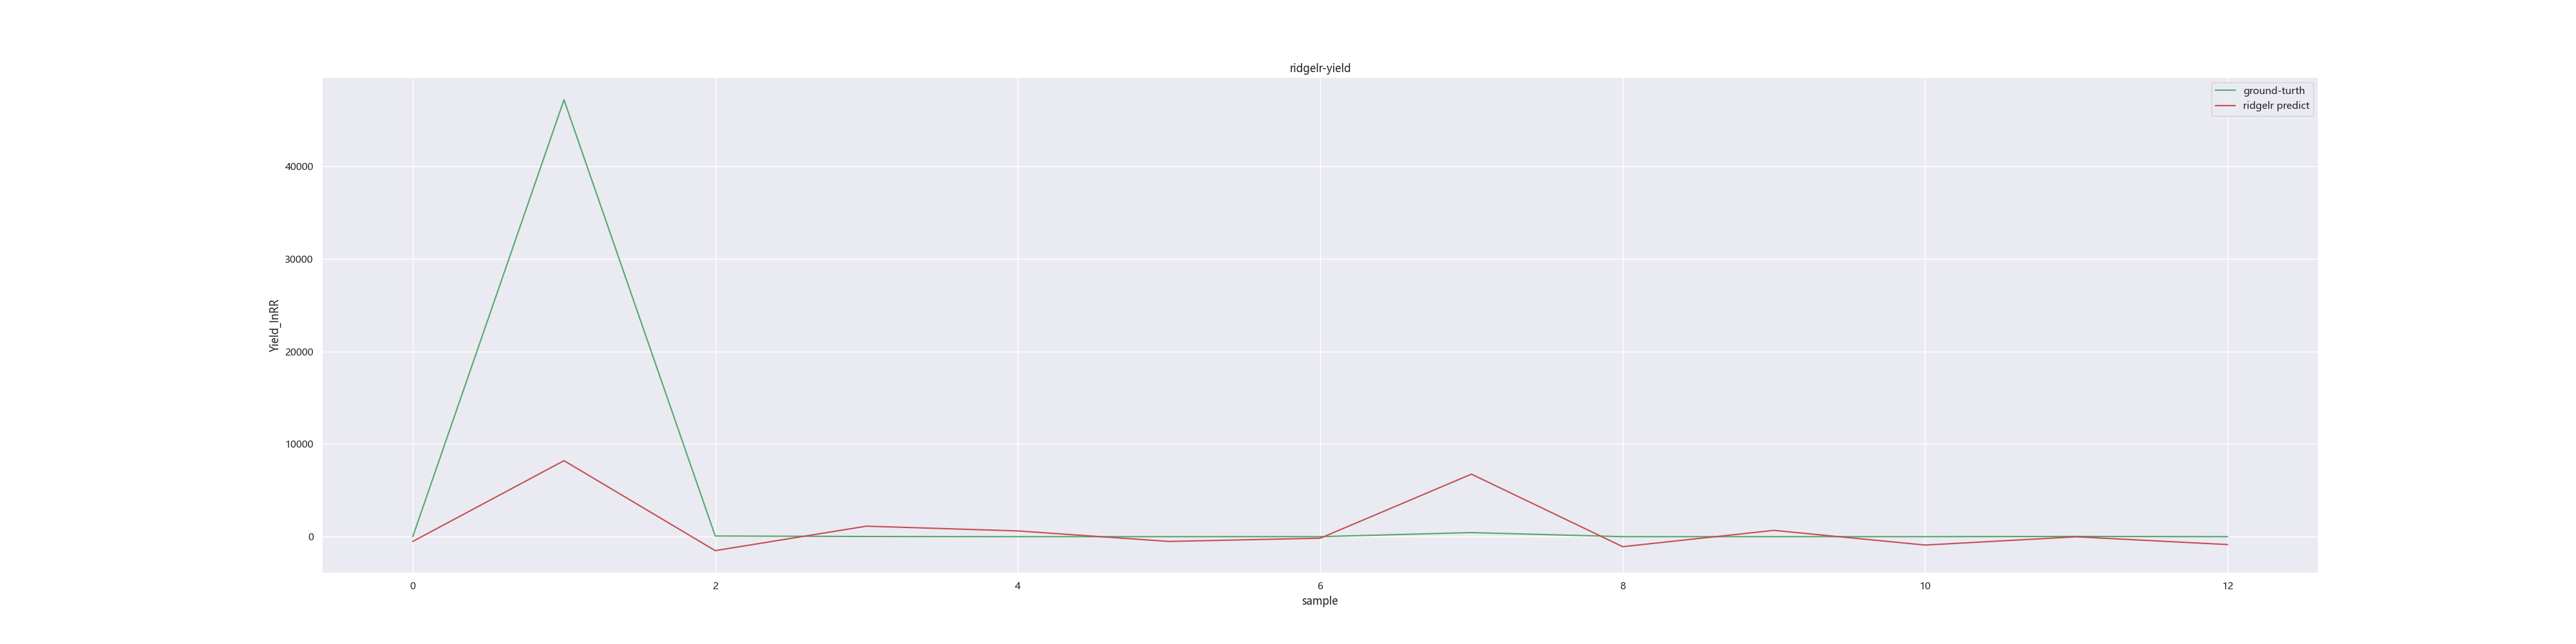 ridgelr-yield
ground-turth
ridgelr predict
Yield_lnRR
40000
30000
20000
10000
0
0 2 4 6 8 10 12
sample